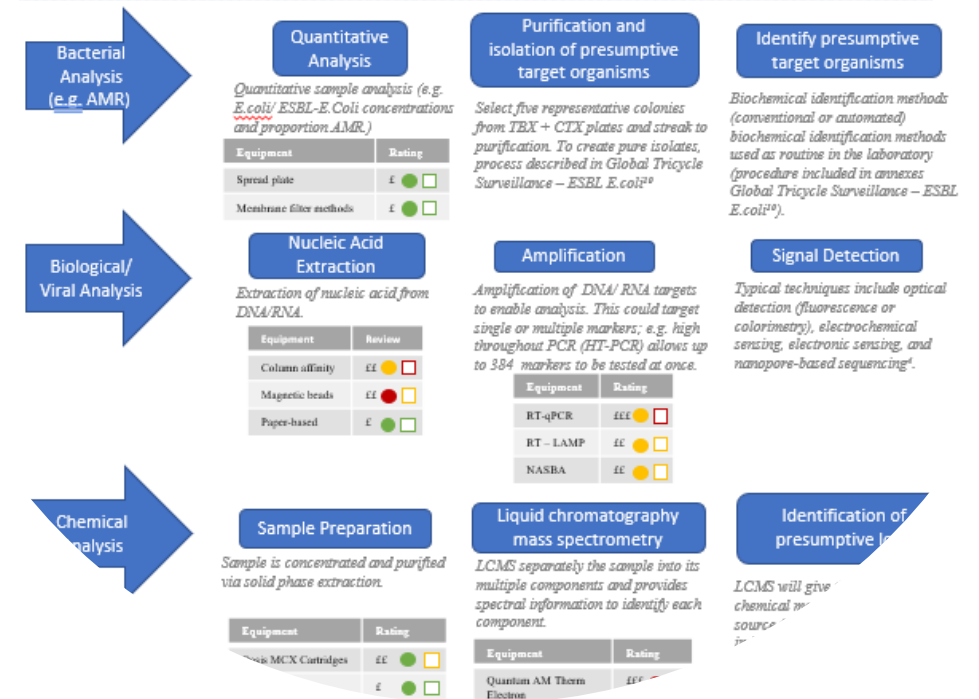 Bacterial
Analysis
(e.g. AMR)
Quantitative
Analysis
Quantitative sample analysis (e.g.
E.coli/ ESBL-E.Coli concentrations
and proportion AMR.)
Equipment Rating
Spread plate £
Membrane filter methods £
Purification and
isolation of presumptive
target organisms
Select five representative colonies
from TBX + CTX plates and streak to
purification. To create pure isolates,
process described in Global Tricycle
Surveillance – ESBL E.coli¹⁰
Identify presumptive
target organisms
Biochemical identification methods
(conventional or automated)
biochemical identification methods
used as routine in the laboratory
(procedure included in annexes
Global Tricycle Surveillance – ESBL
E.coli¹⁰).
Biological/
Viral Analysis
Nucleic Acid
Extraction
Extraction of nucleic acid from
DNA/RNA.
Equipment Review
Column affinity ££
Magnetic beads ££
Paper-based £
Amplification
Amplification of DNA/ RNA targets
to enable analysis. This could target
single or multiple markers; e.g. high
throughout PCR (HT-PCR) allows up
to 384 markers to be tested at once.
Equipment Rating
RT-qPCR £££
RT – LAMP ££
NASBA ££
Signal Detection
Typical techniques include optical
detection (fluorescence or
colorimetry), electrochemical
sensing, electronic sensing, and
nanopore-based sequencing⁴.
Chemical
Sample Preparation
Sample is concentrated and purified
via solid phase extraction.
Equipment Rating
MCX Cartridges ££
£
Liquid chromatography
mass spectrometry
LCMS separately the sample into its
multiple components and provides
spectral information to identify each
component.
Equipment Rating
Quantum AM Therm £££
Electron
Identification of
presumptive
LCMS will give
chemical